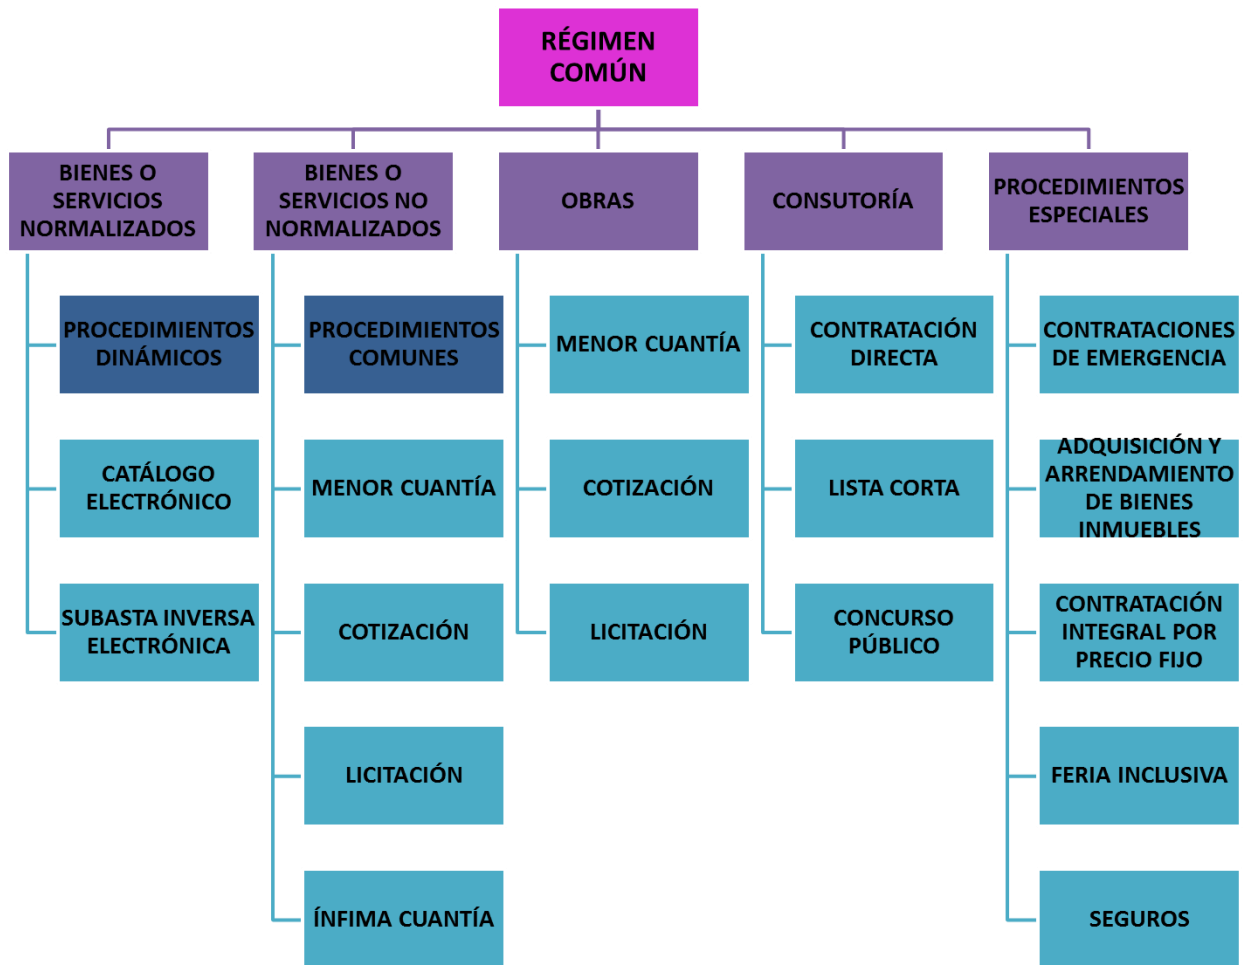 RÉGIMEN
COMÚN
BIENES O
SERVICIOS
NORMALIZADOS
BIENES O
SERVICIOS NO
NORMALIZADOS
OBRAS
CONSUTORÍA
PROCEDIMIENTOS
ESPECIALES
PROCEDIMIENTOS
DINÁMICOS
CATÁLOGO
ELECTRÓNICO
SUBASTA INVERSA
ELECTRÓNICA
PROCEDIMIENTOS
COMUNES
MENOR CUANTÍA
COTIZACIÓN
LICITACIÓN
ÍNFIMA CUANTÍA
MENOR CUANTÍA
COTIZACIÓN
LICITACIÓN
CONTRATACIÓN
DIRECTA
LISTA CORTA
CONCURSO
PÚBLICO
CONTRATACIONES
DE EMERGENCIA
ADQUISICIÓN Y
ARRENDAMIENTO
DE BIENES
INMUEBLES
CONTRATACIÓN
INTEGRAL POR
PRECIO FIJO
FERIA INCLUSIVA
SEGUROS